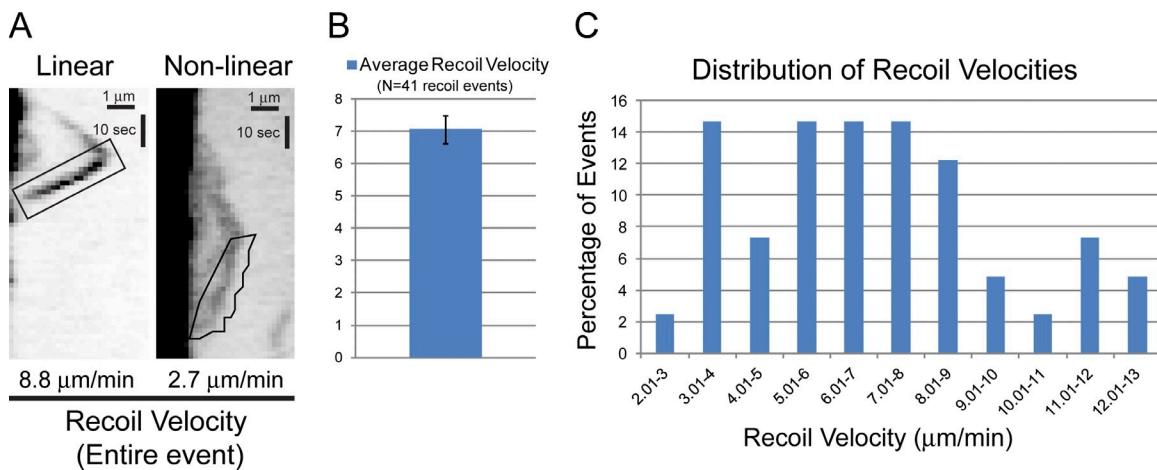 A
Linear
Non-linear
1 μm
10 sec
1 μm
10 sec
8.8 μm/min
2.7 μm/min
Recoil Velocity
(Entire event)
B
Average Recoil Velocity
(N=41 recoil events)
8
7
6
5
4
3
2
1
0
C
Distribution of Recoil Velocities
Percentage of Events
16
14
12
10
8
6
4
2
0
2.01-3
3.01-4
4.01-5
5.01-6
6.01-7
7.01-8
8.01-9
9.01-10
10.01-11
11.01-12
12.01-13
Recoil Velocity (μm/min)